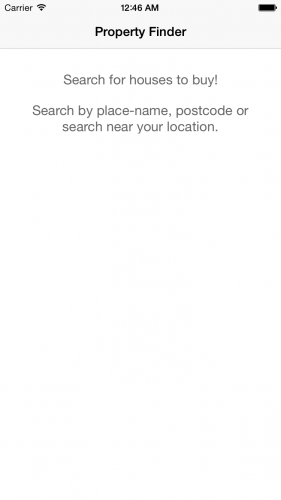 Carrier 12:46 AM
Property Finder
Search for houses to buy!
Search by place-name, postcode or
search near your location.